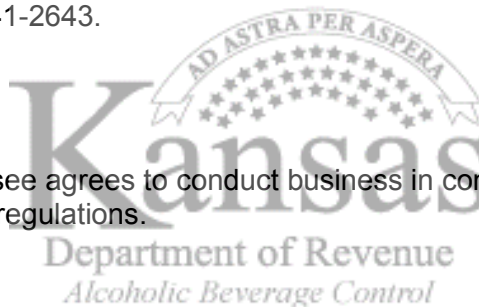 1-2643.
AD ASTRA PER ASPERA
Kansas
see agrees to conduct business in con
regulations.
Department of Revenue
Alcoholic Beverage Control